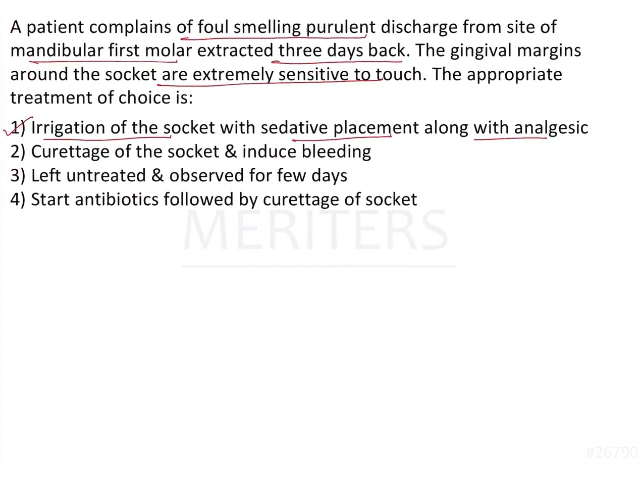 A patient complains of foul smelling purulent discharge from site of
mandibular first molar extracted three days back. The gingival margins
around the socket are extremely sensitive to touch. The appropriate
treatment of choice is:
1) Irrigation of the socket with sedative placement along with analgesic
2) Curettage of the socket & induce bleeding
3) Left untreated & observed for few days
4) Start antibiotics followed by curettage of socket
MERITERS
#26790